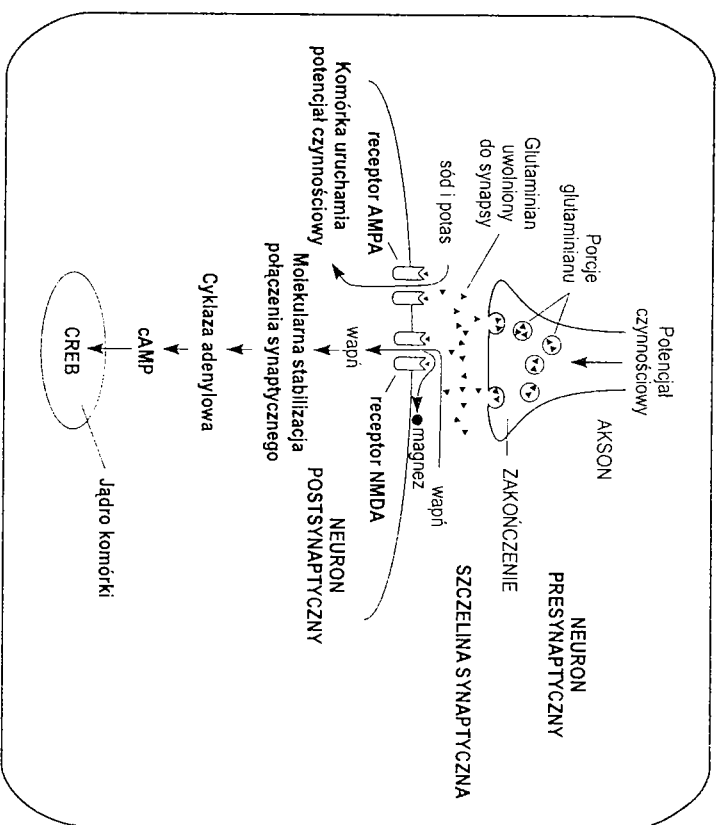 Potencjał
czynnościowy
AKSON
Porcje
glutaminianu
NEURON
PRESYNAPTYCZNY
ZAKOŃCZENIE
Glutaminian
uwolniony
do synapsy
SZCZELINA SYNAPTYCZNA
sód i potas
wapń
magnez
receptor AMPA
receptor NMDA
NEURON
POSTSYNAPTYCZNY
Komórka uruchamia
potencjał czynnościowy
wapń
Molekularna stabilizacja
połączenia synaptycznego
Cyklaza adenylowa
cAMP
CREB
Jądro komórki